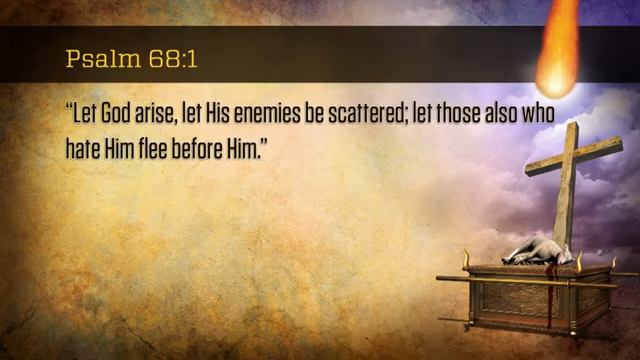 Psalm 68:1
“Let God arise, let His enemies be scattered; let those also who
hate Him flee before Him.”